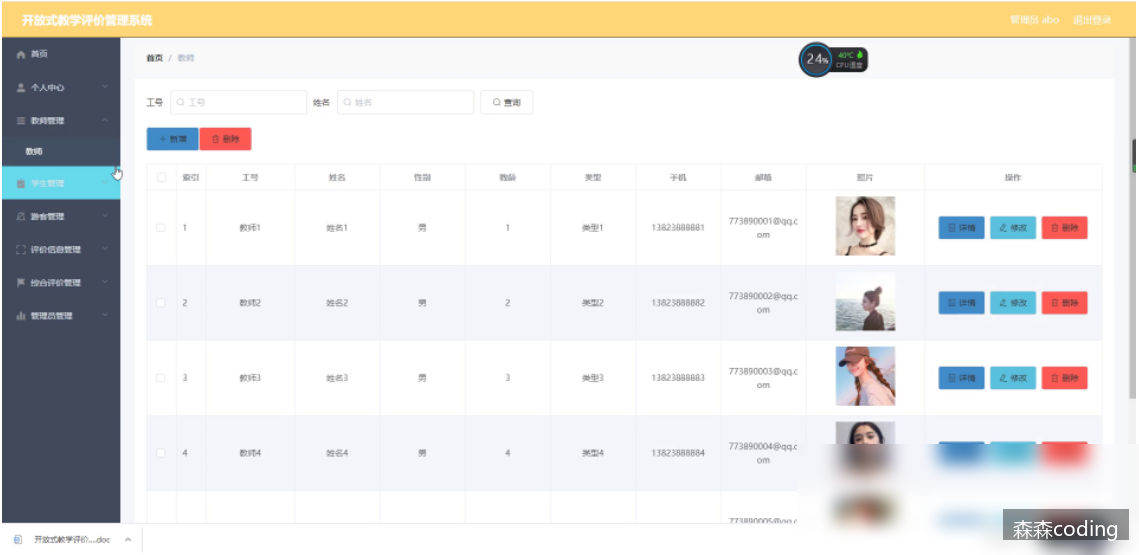 开放式教学评价管理系统
管理员 abo 退出登录
首页
个人中心
教师管理
教师
学生管理
游客管理
评价信息管理
综合评价管理
管理员管理
首页 / 教师
24% 40℃ CPU温度
工号 工号 姓名 姓名 查询
新增 删除
索引 工号 姓名 性别 教龄 类型 手机 邮箱 照片 操作
1 教师1 姓名1 男 1 类型1 13823888881 773890001@qq.c
om
详情 修改 删除
2 教师2 姓名2 男 2 类型2 13823888882 773890002@qq.c
om
详情 修改 删除
3 教师3 姓名3 男 3 类型3 13823888883 773890003@qq.c
om
详情 修改 删除
4 教师4 姓名4 男 4 类型4 13823888884 773890004@qq.c
om
773890005@qq.c
开放式教学评价....doc
森森coding